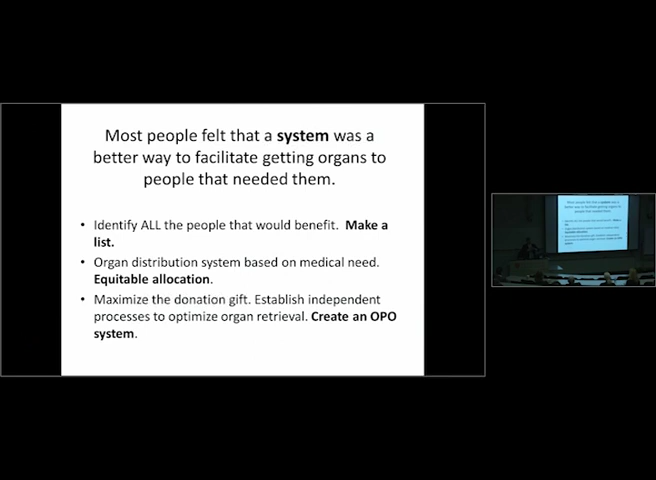 Most people felt that a system was a
better way to facilitate getting organs to
people that needed them.
• Identify ALL the people that would benefit. Make a
list.
• Organ distribution system based on medical need.
Equitable allocation.
• Maximize the donation gift. Establish independent
processes to optimize organ retrieval. Create an OPO
system.